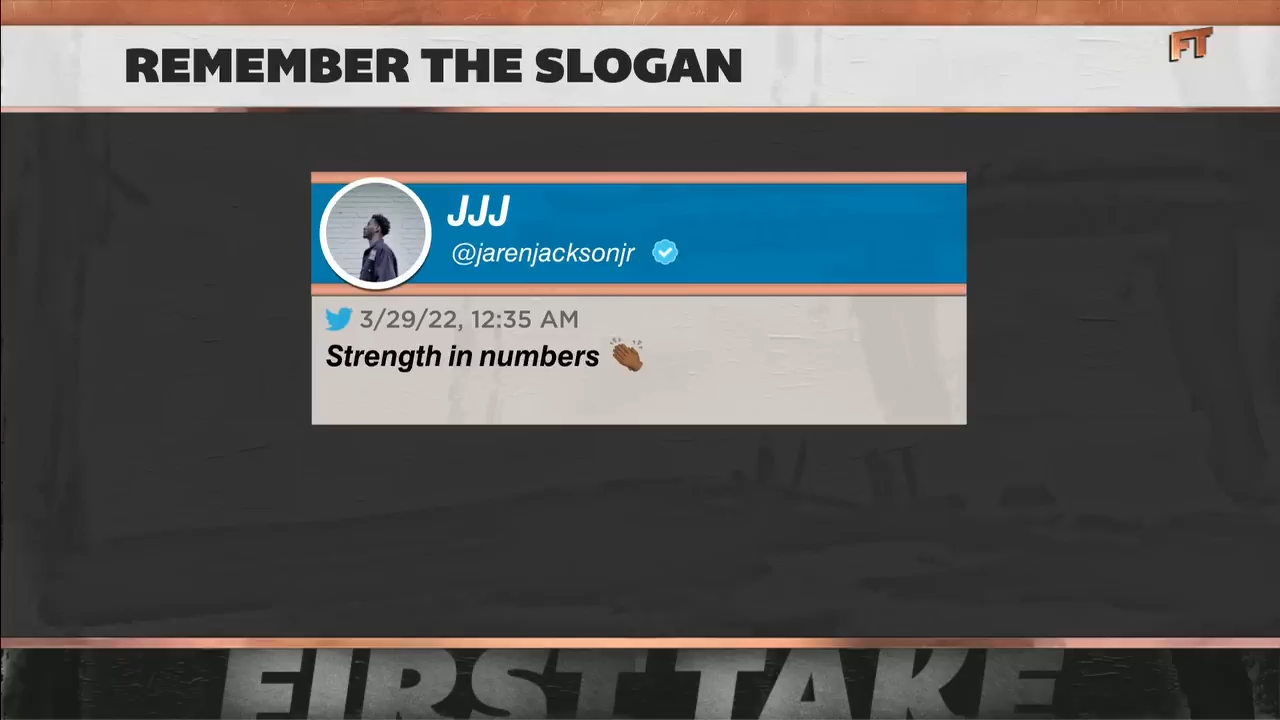 REMEMBER THE SLOGAN
FT
JJJ
@jarenjacksonjr
3/29/22, 12:35 AM
Strength in numbers 👏🏾
FIRST TAKE